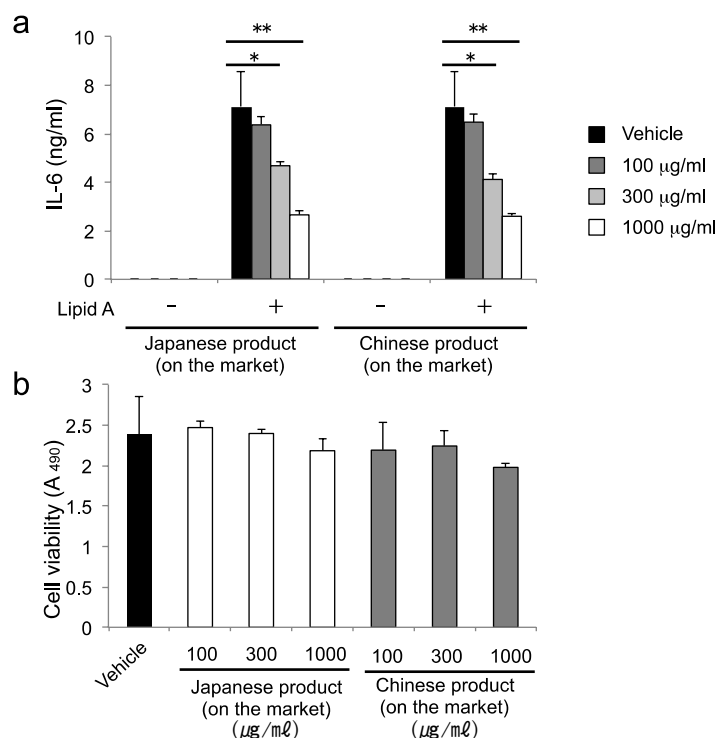 a
** **
* *
10
8
6
4
2
0
IL-6 (ng/ml)
Vehicle
100 μg/ml
300 μg/ml
1000 μg/ml
Lipid A − + − +
Japanese product Chinese product
(on the market) (on the market)
b
3
2.5
2
1.5
1
0.5
0
Cell viability (A 490)
Vehicle
100 300 1000 100 300 1000
Japanese product Chinese product
(on the market) (on the market)
(μg/mℓ) (μg/mℓ)